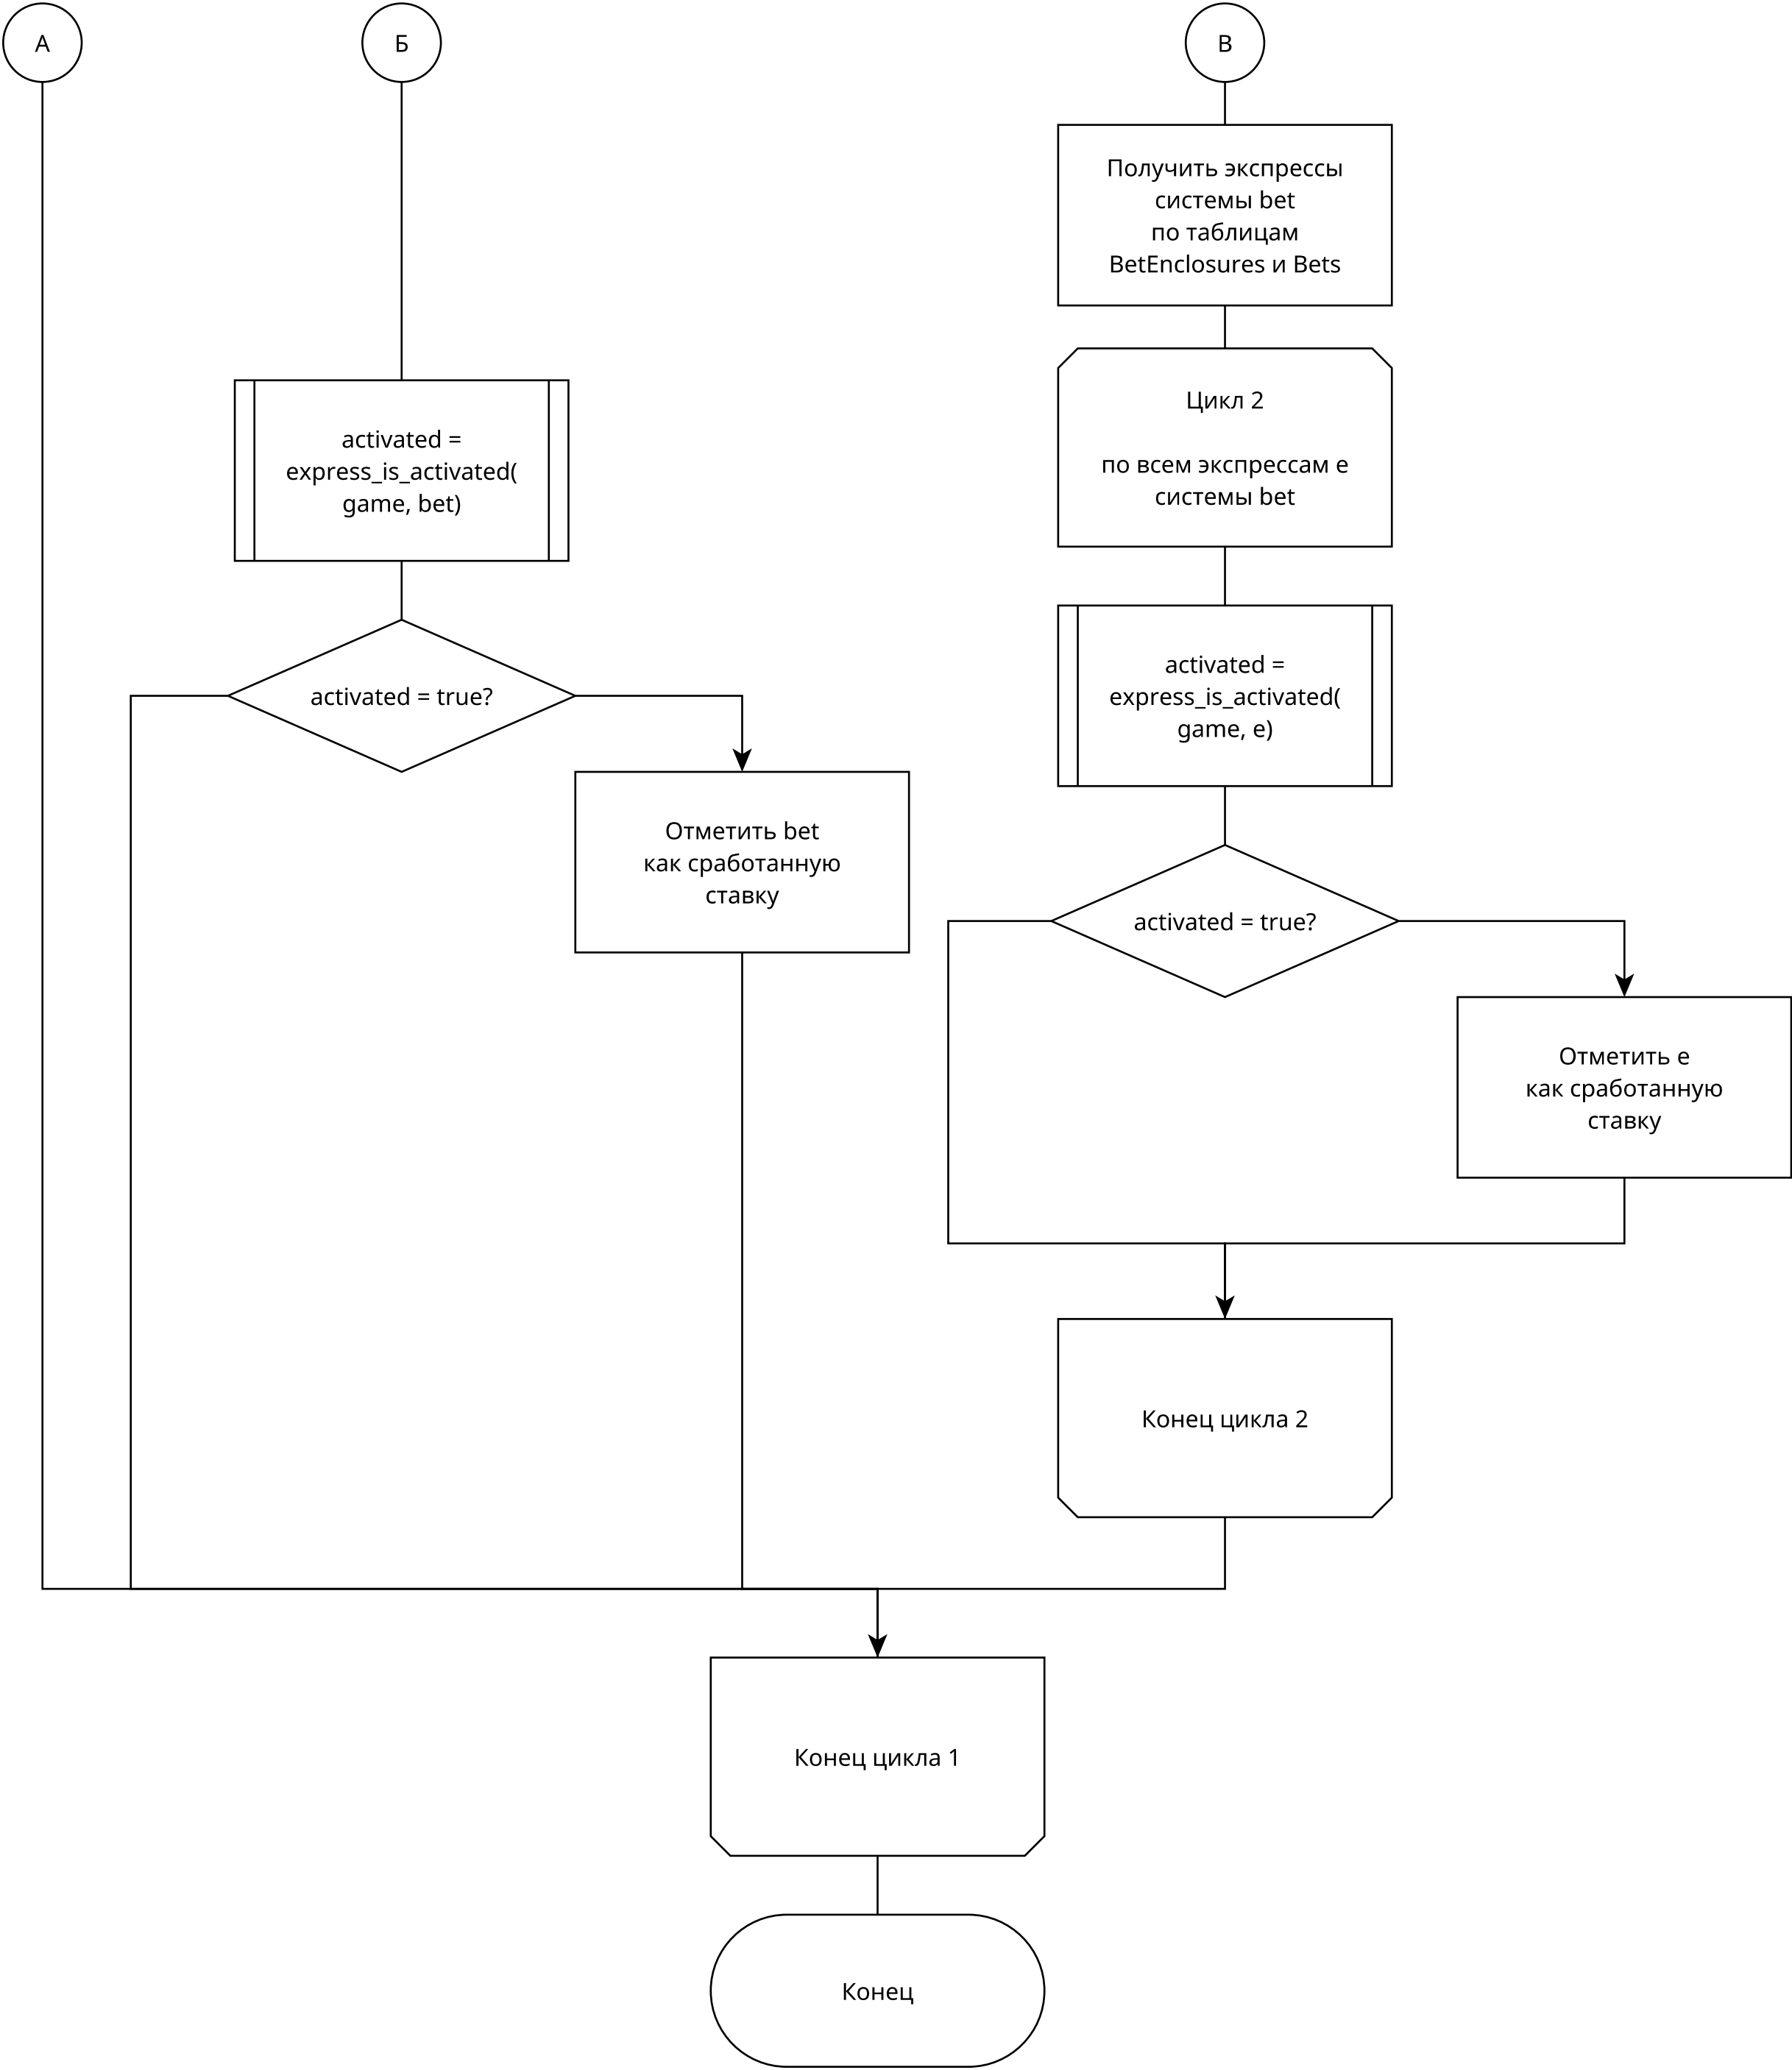 А
Б
В
Получить экспрессы
системы bet
по таблицам
BetEnclosures и Bets
Цикл 2
по всем экспрессам e
системы bet
activated =
express_is_activated(
game, bet)
activated = true?
Отметить bet
как сработанную
ставку
activated =
express_is_activated(
game, e)
activated = true?
Отметить e
как сработанную
ставку
Конец цикла 2
Конец цикла 1
Конец